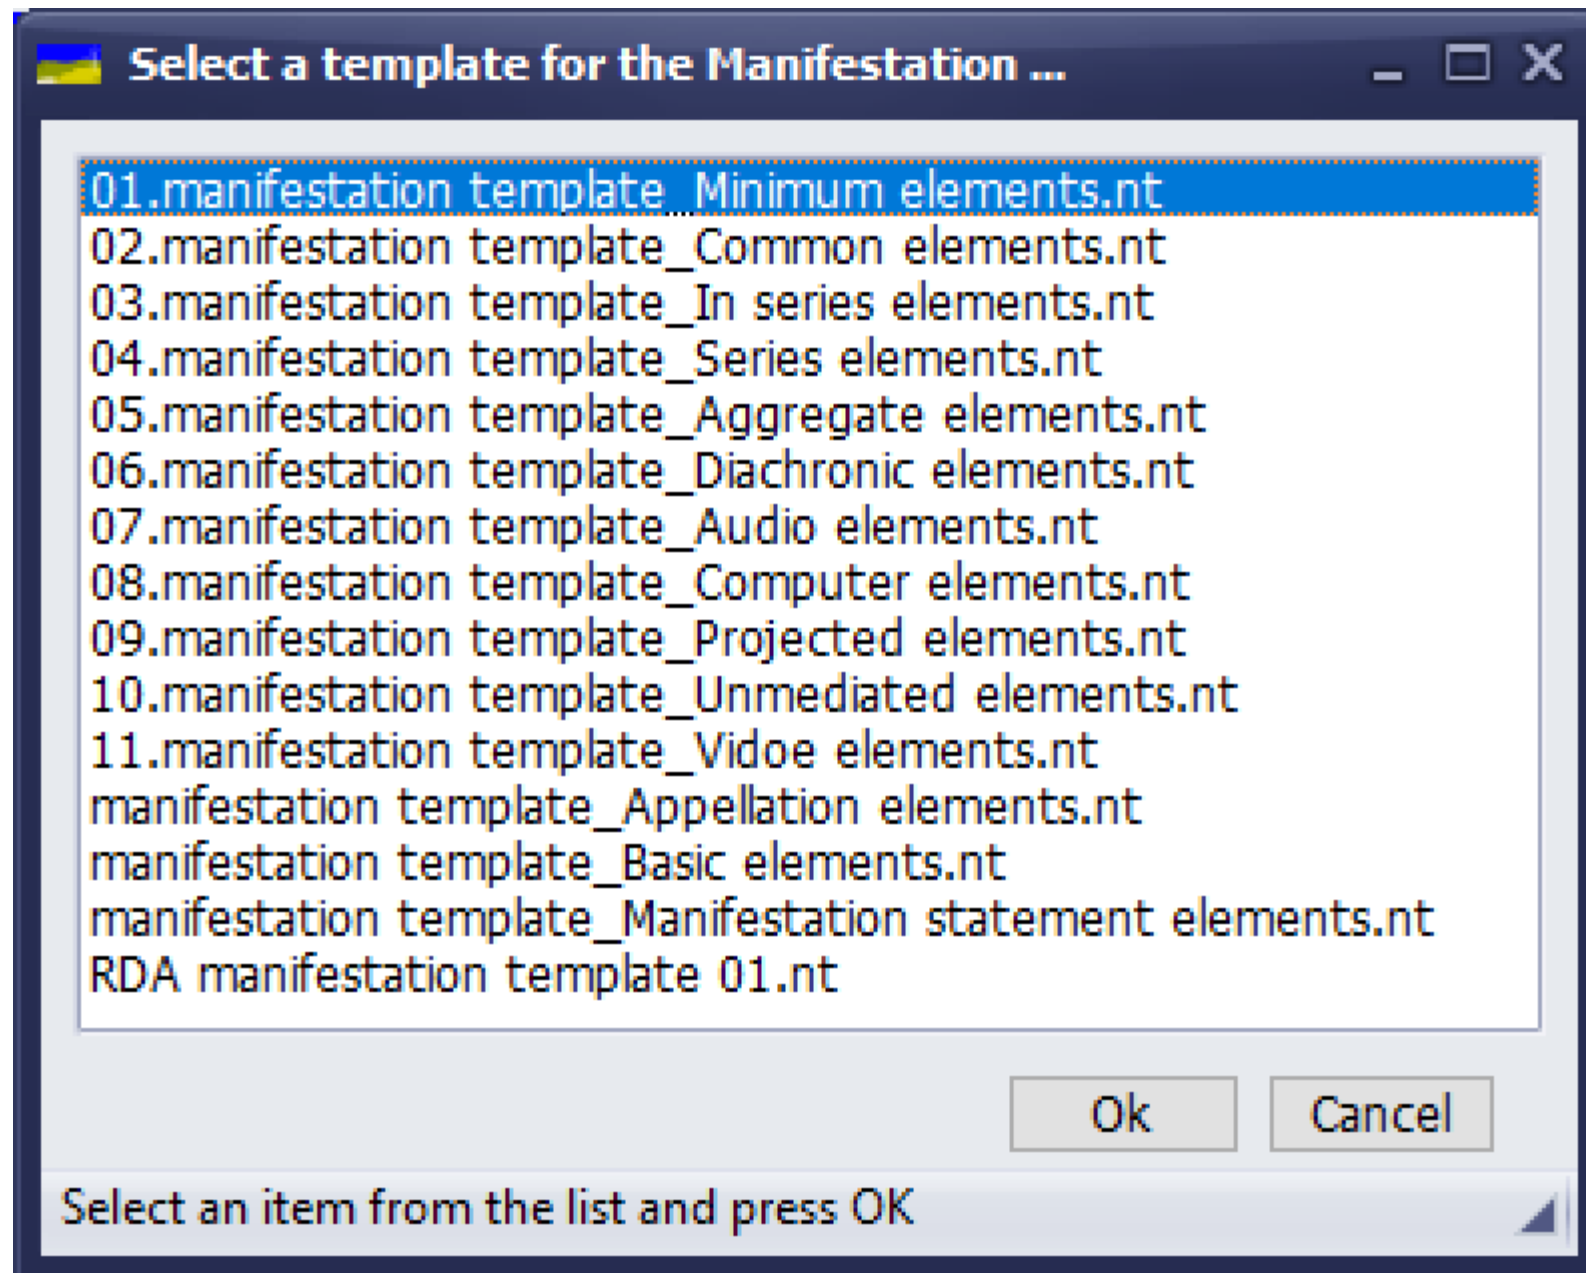 Select a template for the Manifestation ...
01.manifestation template_Minimum elements.nt
02.manifestation template_Common elements.nt
03.manifestation template_In series elements.nt
04.manifestation template_Series elements.nt
05.manifestation template_Aggregate elements.nt
06.manifestation template_Diachronic elements.nt
07.manifestation template_Audio elements.nt
08.manifestation template_Computer elements.nt
09.manifestation template_Projected elements.nt
10.manifestation template_Unmediated elements.nt
11.manifestation template_Vidoe elements.nt
manifestation template_Appellation elements.nt
manifestation template_Basic elements.nt
manifestation template_Manifestation statement elements.nt
RDA manifestation template 01.nt
Ok Cancel
Select an item from the list and press OK